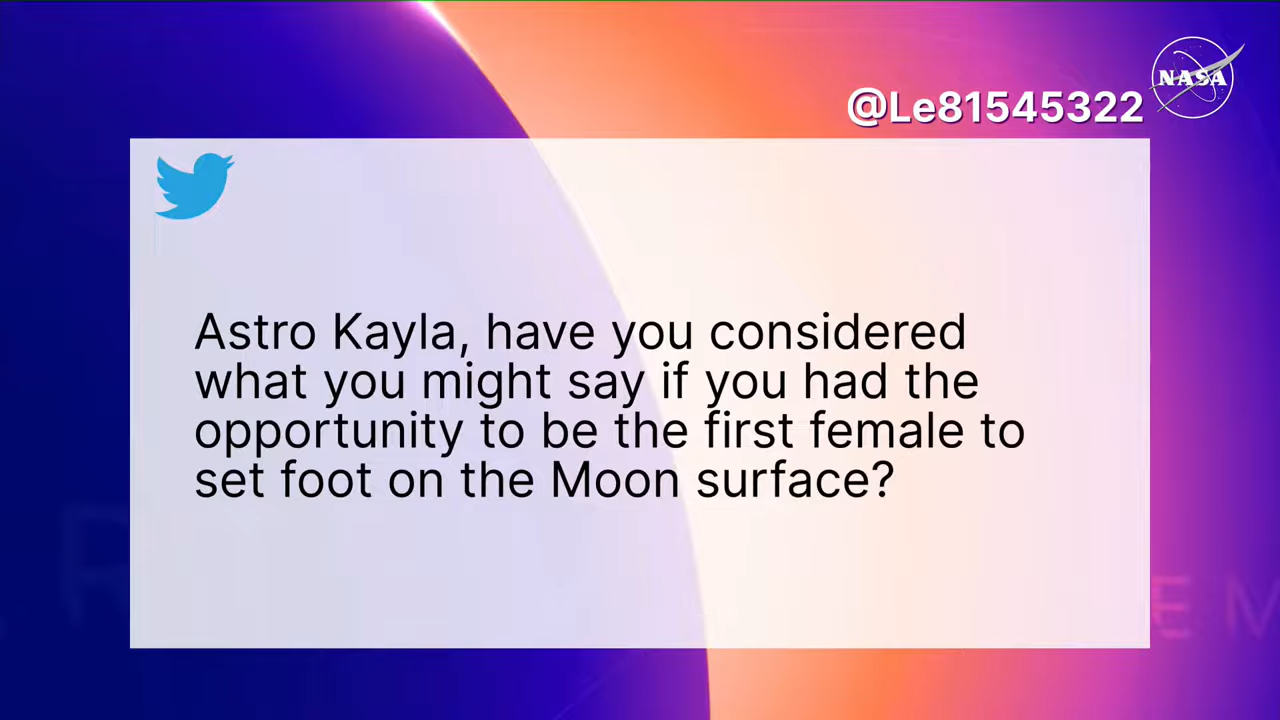 NASA
@Le81545322
Astro Kayla, have you considered
what you might say if you had the
opportunity to be the first female to
set foot on the Moon surface?
R
EM